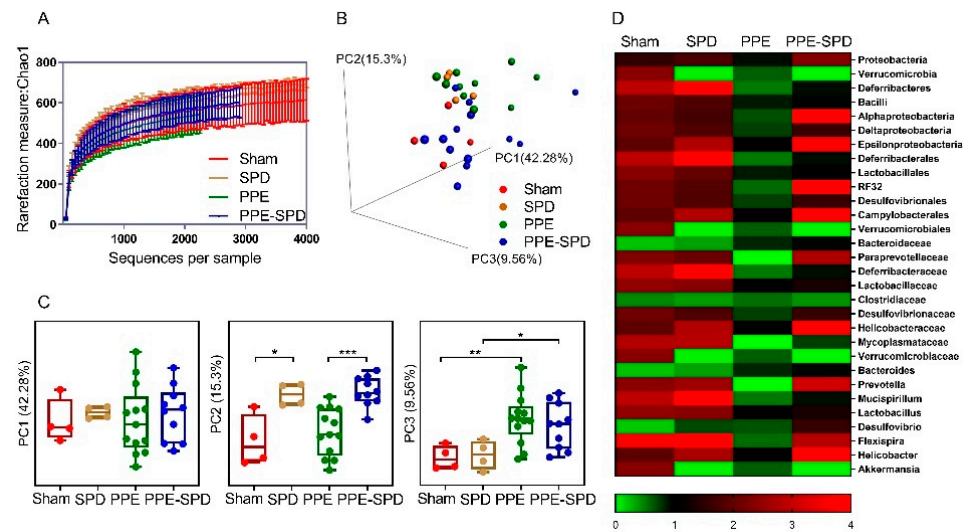 A
Rarefaction measure:Chao1
800
600
400
200
0
1000 2000 3000 4000
Sequences per sample
Sham
SPD
PPE
PPE-SPD
B
PC2(15.3%)
PC1(42.28%)
PC3(9.56%)
Sham
SPD
PPE
PPE-SPD
C
PC1 (42.28%)
Sham SPD PPE PPE-SPD
PC2 (15.3%)
* ***
Sham SPD PPE PPE-SPD
PC3 (9.56%)
*
**
Sham SPD PPE PPE-SPD
D
Sham SPD PPE PPE-SPD
Proteobacteria
Verrucomicrobia
Deferribacteres
Bacilli
Alphaproteobacteria
Deltaproteobacteria
Epsilonproteobacteria
Deferribacterales
Lactobacillales
RF32
Desulfovibrionales
Campylobacterales
Verrucomicrobiales
Bacteroidaceae
Paraprevotellaceae
Deferribacteraceae
Lactobacillaceae
Clostridiaceae
Desulfovibrionaceae
Helicobacteraceae
Mycoplasmataceae
Verrucomicrobiaceae
Bacteroides
Prevotella
Mucispirillum
Lactobacillus
Desulfovibrio
Flexispira
Helicobacter
Akkermansia
0 1 2 3 4